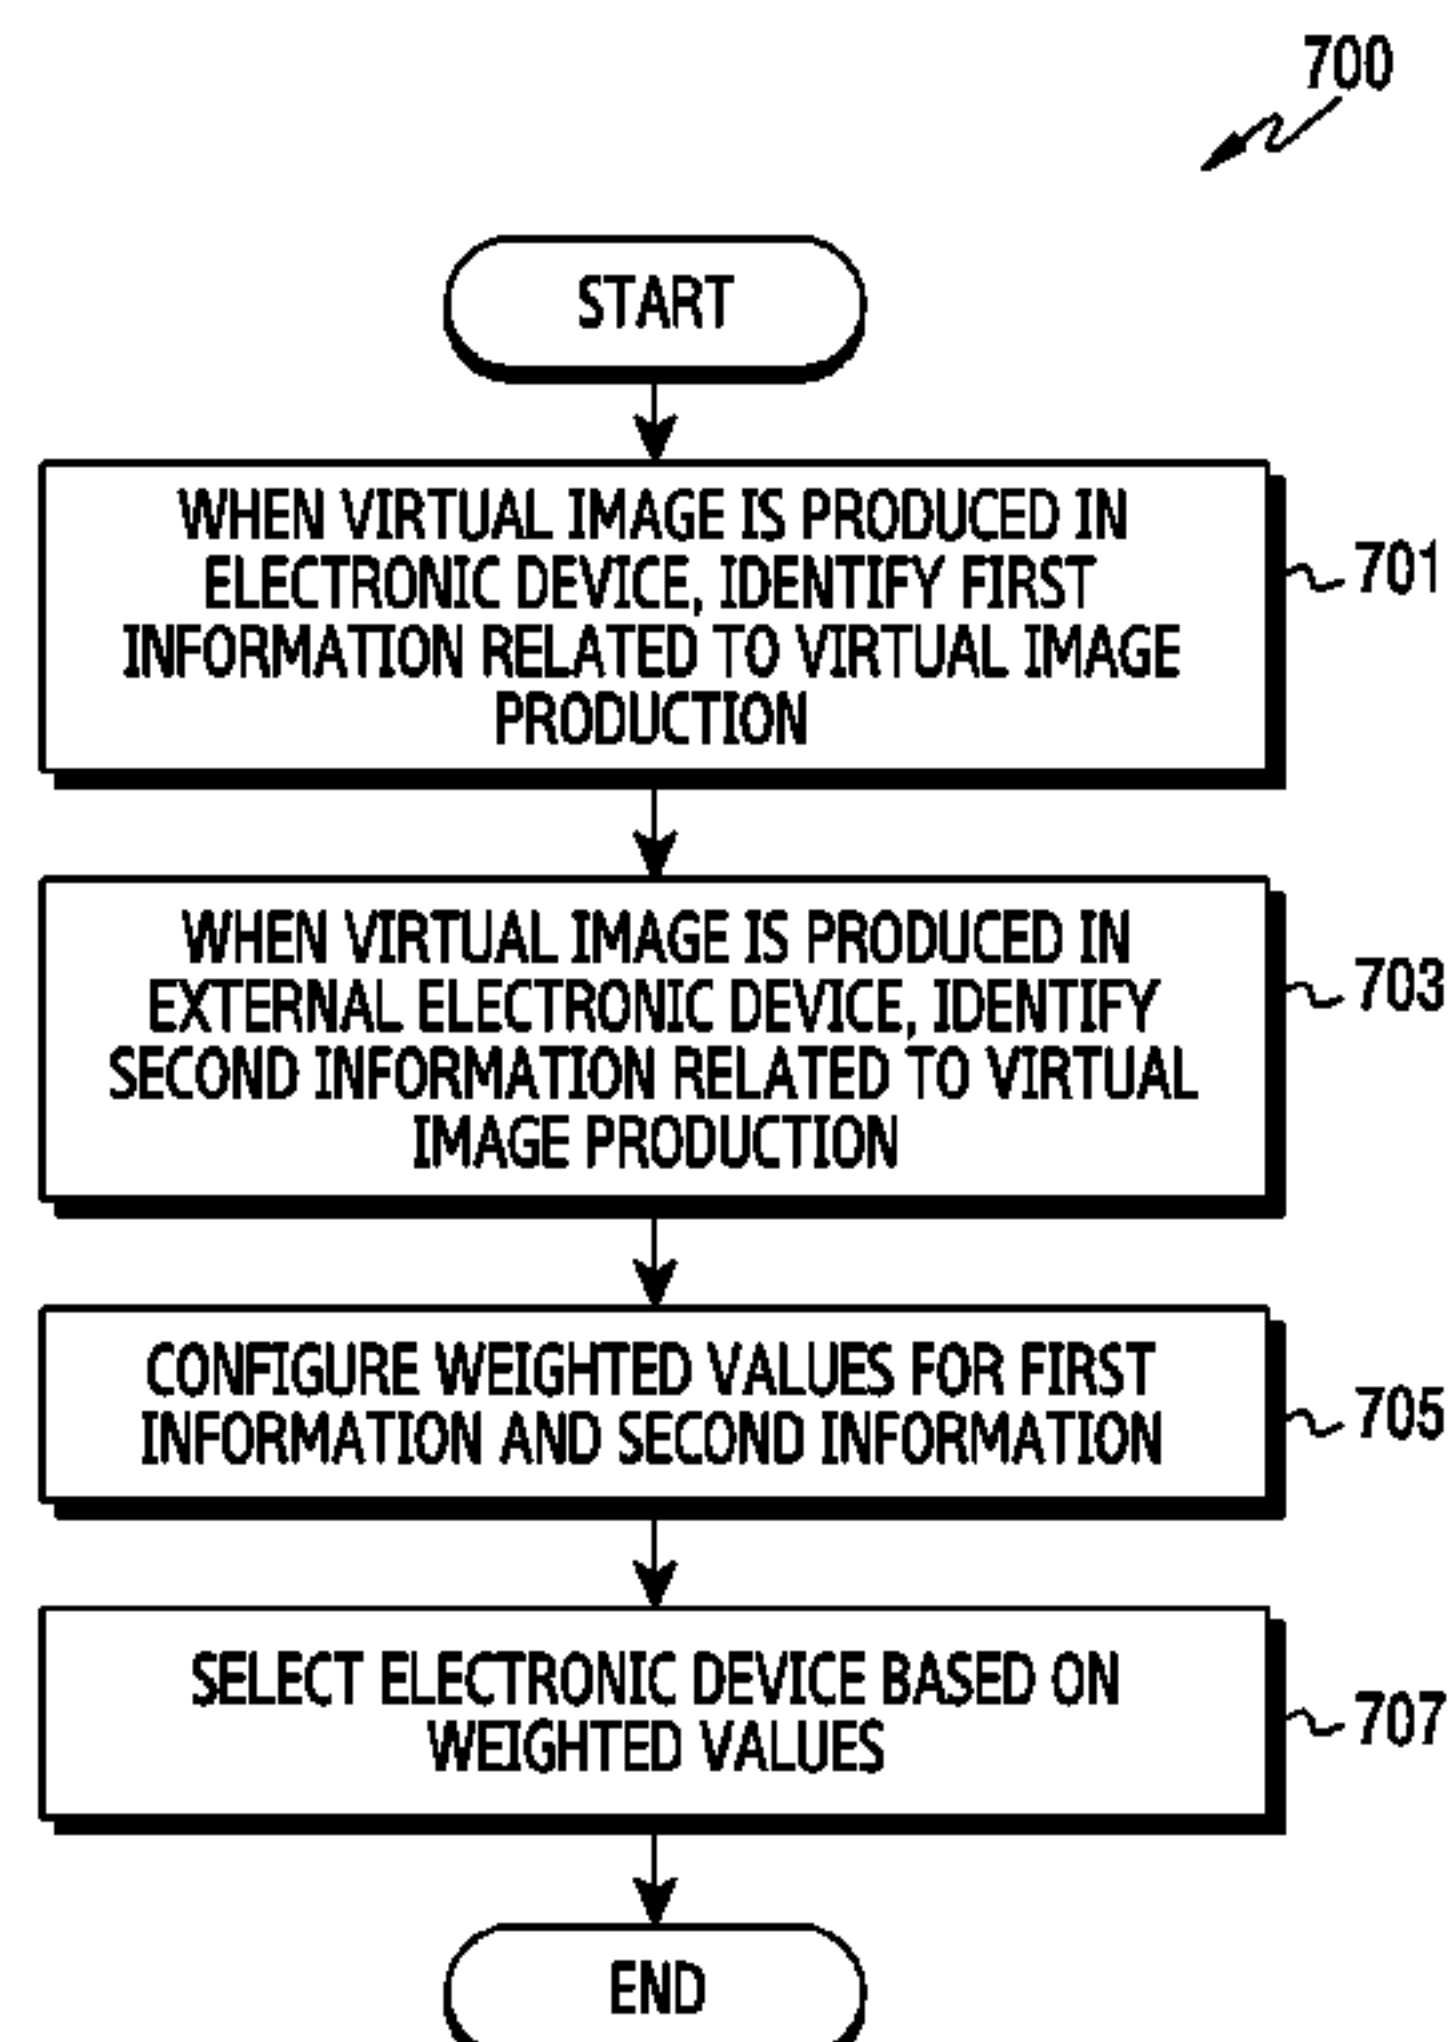 700
START
WHEN VIRTUAL IMAGE IS PRODUCED IN
ELECTRONIC DEVICE, IDENTIFY FIRST
INFORMATION RELATED TO VIRTUAL IMAGE
PRODUCTION
701
WHEN VIRTUAL IMAGE IS PRODUCED IN
EXTERNAL ELECTRONIC DEVICE, IDENTIFY
SECOND INFORMATION RELATED TO VIRTUAL
IMAGE PRODUCTION
703
CONFIGURE WEIGHTED VALUES FOR FIRST
INFORMATION AND SECOND INFORMATION
705
SELECT ELECTRONIC DEVICE BASED ON
WEIGHTED VALUES
707
END